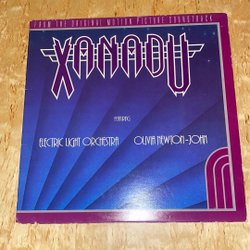 FROM THE ORIGINAL MOTION PICTURE SOUNDTRACK
XANADU
FEATURING
ELECTRIC LIGHT ORCHESTRA OLIVIA NEWTON-JOHN